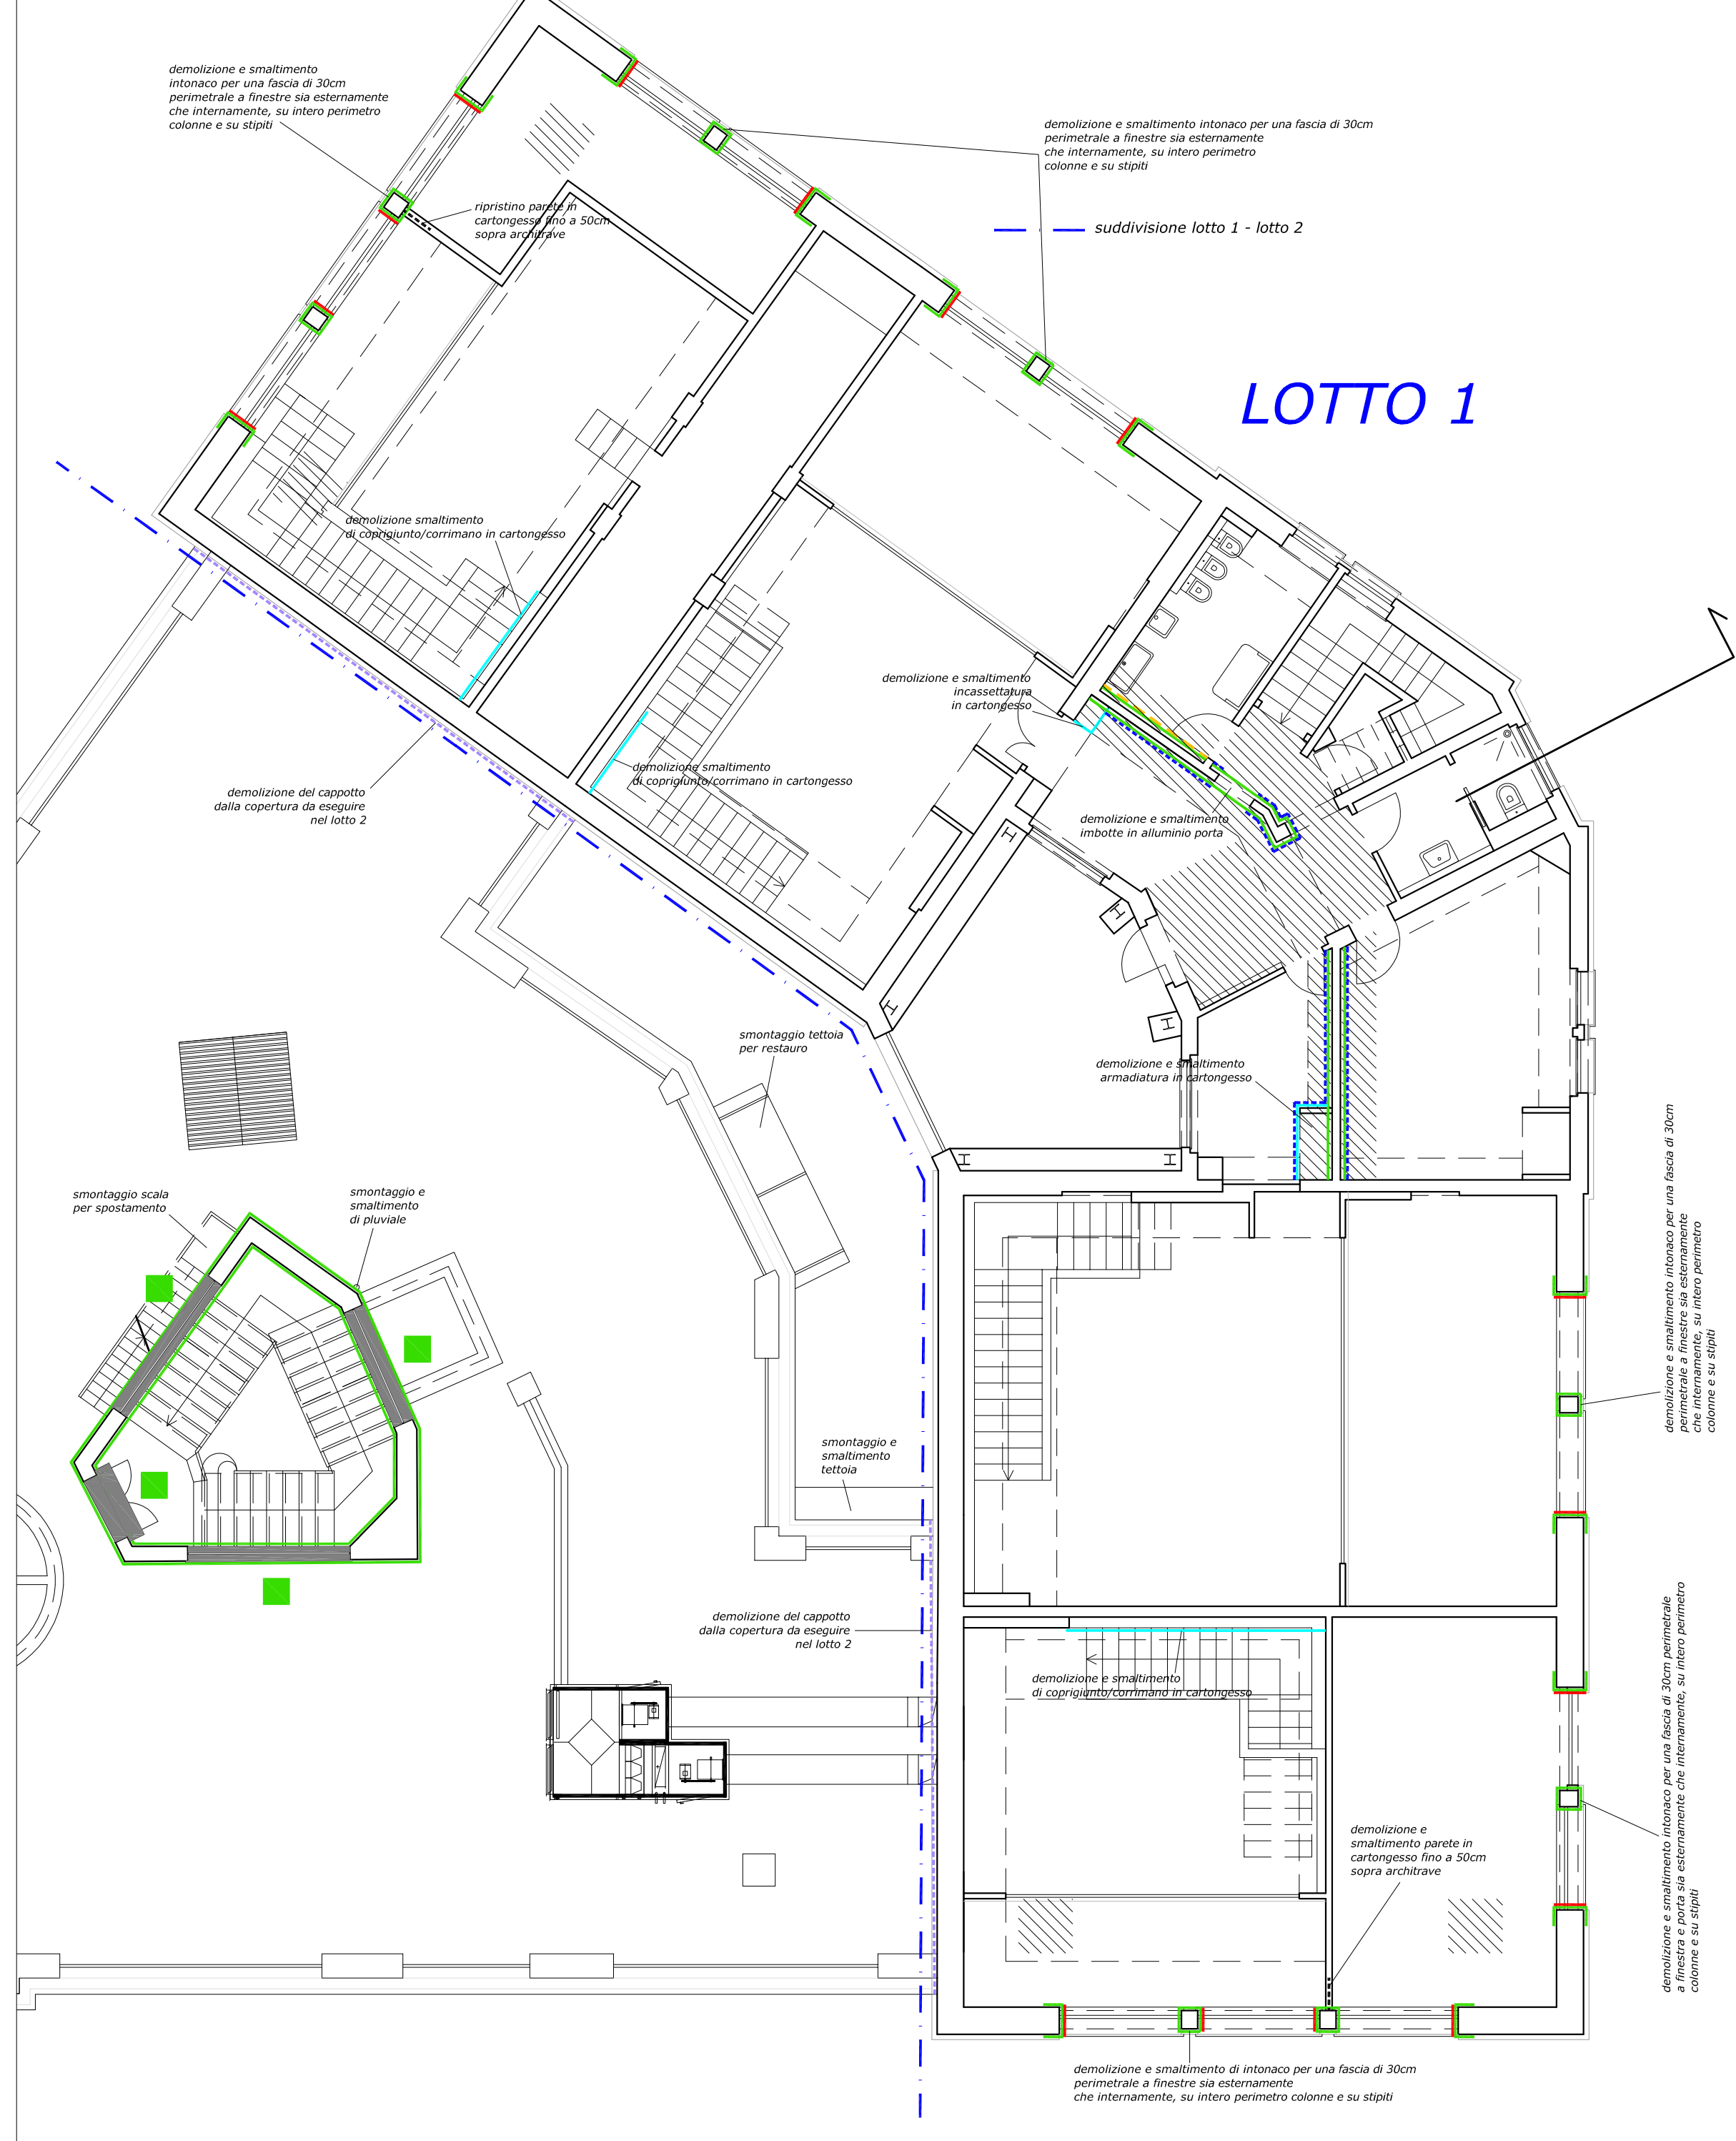 demolizione e smaltimento
intonaco per una fascia di 30cm
perimetrale a finestre sia esternamente
che internamente, su intero perimetro
colonne e su stipiti
demolizione e smaltimento intonaco per una fascia di 30cm
perimetrale a finestre sia esternamente
che internamente, su intero perimetro
colonne e su stipiti
ripristino parete in
cartongesso fino a 50cm
sopra architrave
suddivisione lotto 1 - lotto 2
LOTTO 1
demolizione smaltimento
di coprigiunto/corrimano in cartongesso
demolizione e smaltimento
incassettatura
in cartongesso
demolizione smaltimento
di coprigiunto/corrimano in cartongesso
demolizione del cappotto
dalla copertura da eseguire
nel lotto 2
demolizione e smaltimento
imbotte in alluminio porta
smontaggio tettoia
per restauro
demolizione e smaltimento
armadiatura in cartongesso
smontaggio scala
per spostamento
smontaggio e
smaltimento
di pluviale
demolizione e smaltimento intonaco per una fascia di 30cm
perimetrale a finestre sia esternamente
che internamente, su intero perimetro
colonne e su stipiti
smontaggio e
smaltimento
tettoia
demolizione del cappotto
dalla copertura da eseguire
nel lotto 2
demolizione e smaltimento
di coprigiunto/corrimano in cartongesso
demolizione e smaltimento intonaco per una fascia di 30cm perimetrale
a finestra e porta sia esternamente che internamente, su intero perimetro
colonne e su stipiti
demolizione e
smaltimento parete in
cartongesso fino a 50cm
sopra architrave
demolizione e smaltimento di intonaco per una fascia di 30cm
perimetrale a finestre sia esternamente
che internamente, su intero perimetro colonne e su stipiti